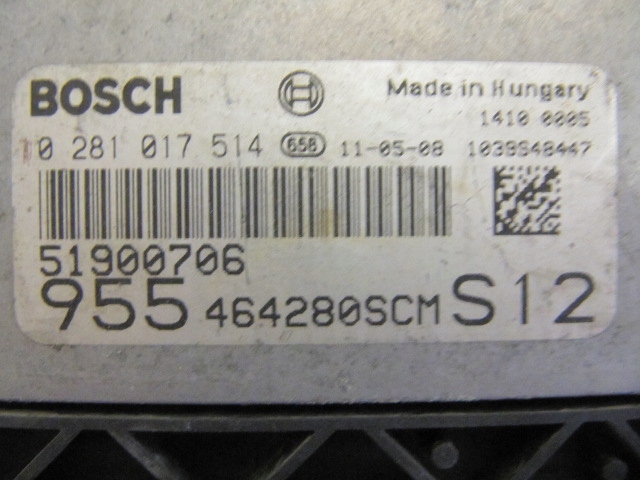 BOSCH Made in Hungary
1410 0005
0 281 017 514 658 11-05-08 1039S48447
51900706
955 464280SCM S12